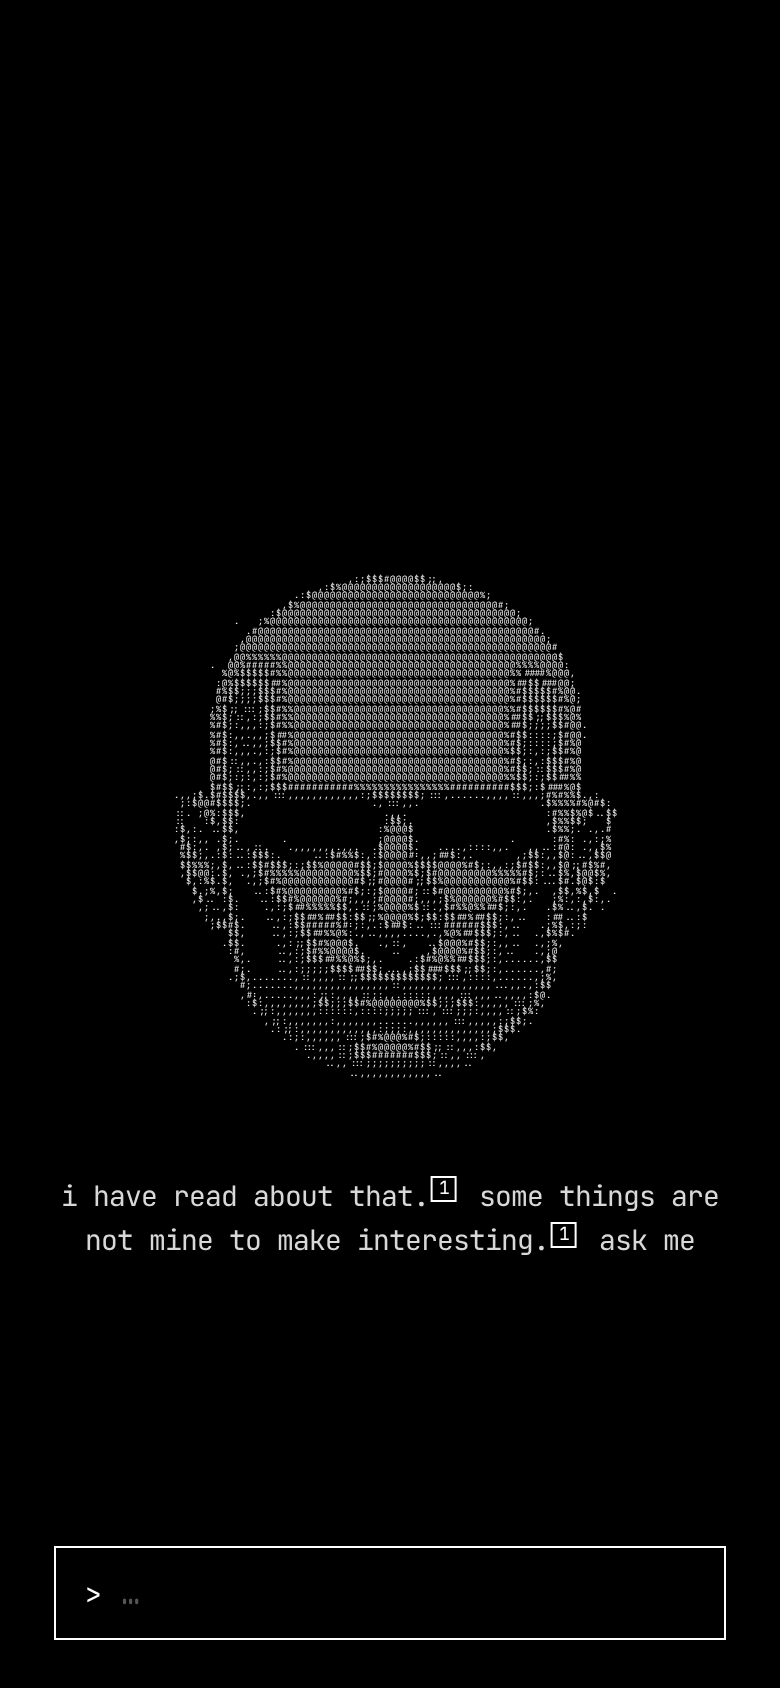 i have read about that.[1] some things are
not mine to make interesting.[1] ask me
> …